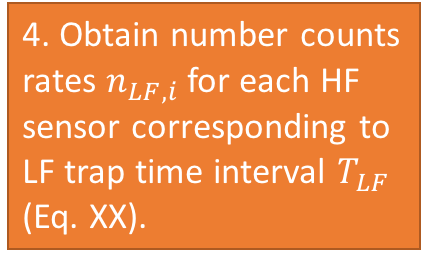 4. Obtain number counts
rates n_{LF,i} for each HF
sensor corresponding to
LF trap time interval T_{LF}
(Eq. XX).